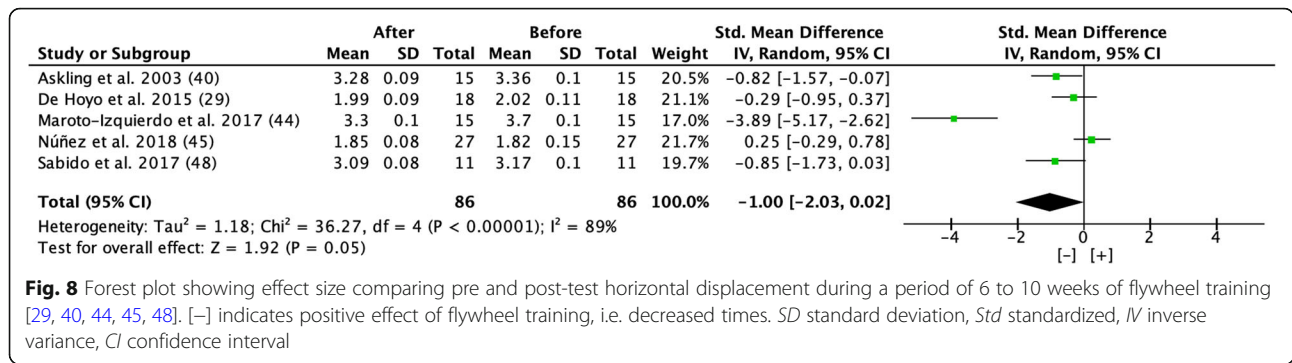 After Before Std. Mean Difference Std. Mean Difference
Study or Subgroup Mean SD Total Mean SD Total Weight IV, Random, 95% CI IV, Random, 95% CI
Askling et al. 2003 (40) 3.28 0.09 15 3.36 0.1 15 20.5% -0.82 [-1.57, -0.07]
De Hoyo et al. 2015 (29) 1.99 0.09 18 2.02 0.11 18 21.1% -0.29 [-0.95, 0.37]
Maroto-Izquierdo et al. 2017 (44) 3.3 0.1 15 3.7 0.1 15 17.0% -3.89 [-5.17, -2.62]
Núñez et al. 2018 (45) 1.85 0.08 27 1.82 0.15 27 21.7% 0.25 [-0.29, 0.78]
Sabido et al. 2017 (48) 3.09 0.08 11 3.17 0.1 11 19.7% -0.85 [-1.73, 0.03]
Total (95% CI) 86 86 100.0% -1.00 [-2.03, 0.02]
Heterogeneity: Tau² = 1.18; Chi² = 36.27, df = 4 (P < 0.00001); I² = 89%
Test for overall effect: Z = 1.92 (P = 0.05)
-4 -2 0 2 4
[-] [+]
Fig. 8 Forest plot showing effect size comparing pre and post-test horizontal displacement during a period of 6 to 10 weeks of flywheel training
[29, 40, 44, 45, 48]. [−] indicates positive effect of flywheel training, i.e. decreased times. SD standard deviation, Std standardized, IV inverse
variance, CI confidence interval